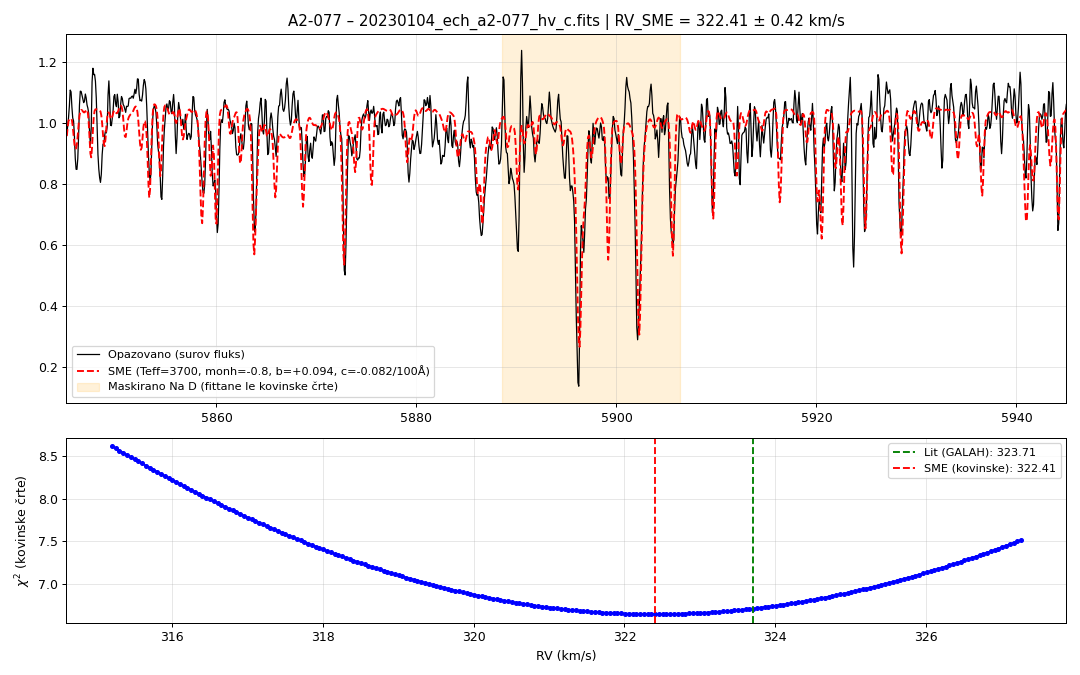 A2-077 – 20230104_ech_a2-077_hv_c.fits | RV_SME = 322.41 ± 0.42 km/s
1.2
1.0
0.8
0.6
0.4
0.2
Opazovano (surov fluks)
SME (Teff=3700, monh=-0.8, b=+0.094, c=-0.082/100Å)
Maskirano Na D (fittane le kovinske črte)
5860 5880 5900 5920 5940
χ² (kovinske črte)
8.5
8.0
7.5
7.0
Lit (GALAH): 323.71
SME (kovinske): 322.41
316 318 320 322 324 326
RV (km/s)